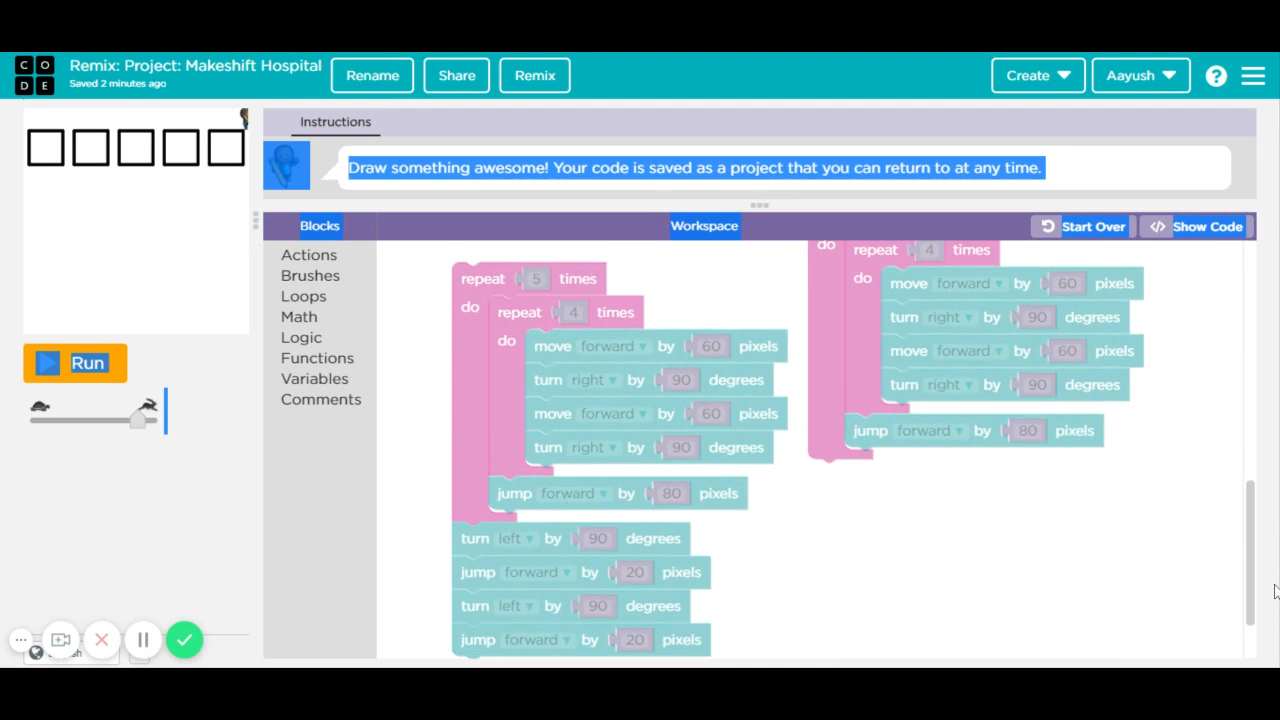 C O
D E
Remix: Project: Makeshift Hospital
Saved 2 minutes ago
Rename
Share
Remix
Create
Aayush
?
Instructions
Draw something awesome! Your code is saved as a project that you can return to at any time.
Blocks
Workspace
Start Over
</> Show Code
Actions
Brushes
Loops
Math
Logic
Functions
Variables
Comments
Run
repeat 5 times
do repeat 4 times
do move forward by 60 pixels
turn right by 90 degrees
move forward by 60 pixels
turn right by 90 degrees
jump forward by 80 pixels
turn left by 90 degrees
jump forward by 20 pixels
turn left by 90 degrees
jump forward by 20 pixels
do repeat 4 times
do move forward by 60 pixels
turn right by 90 degrees
move forward by 60 pixels
turn right by 90 degrees
jump forward by 80 pixels